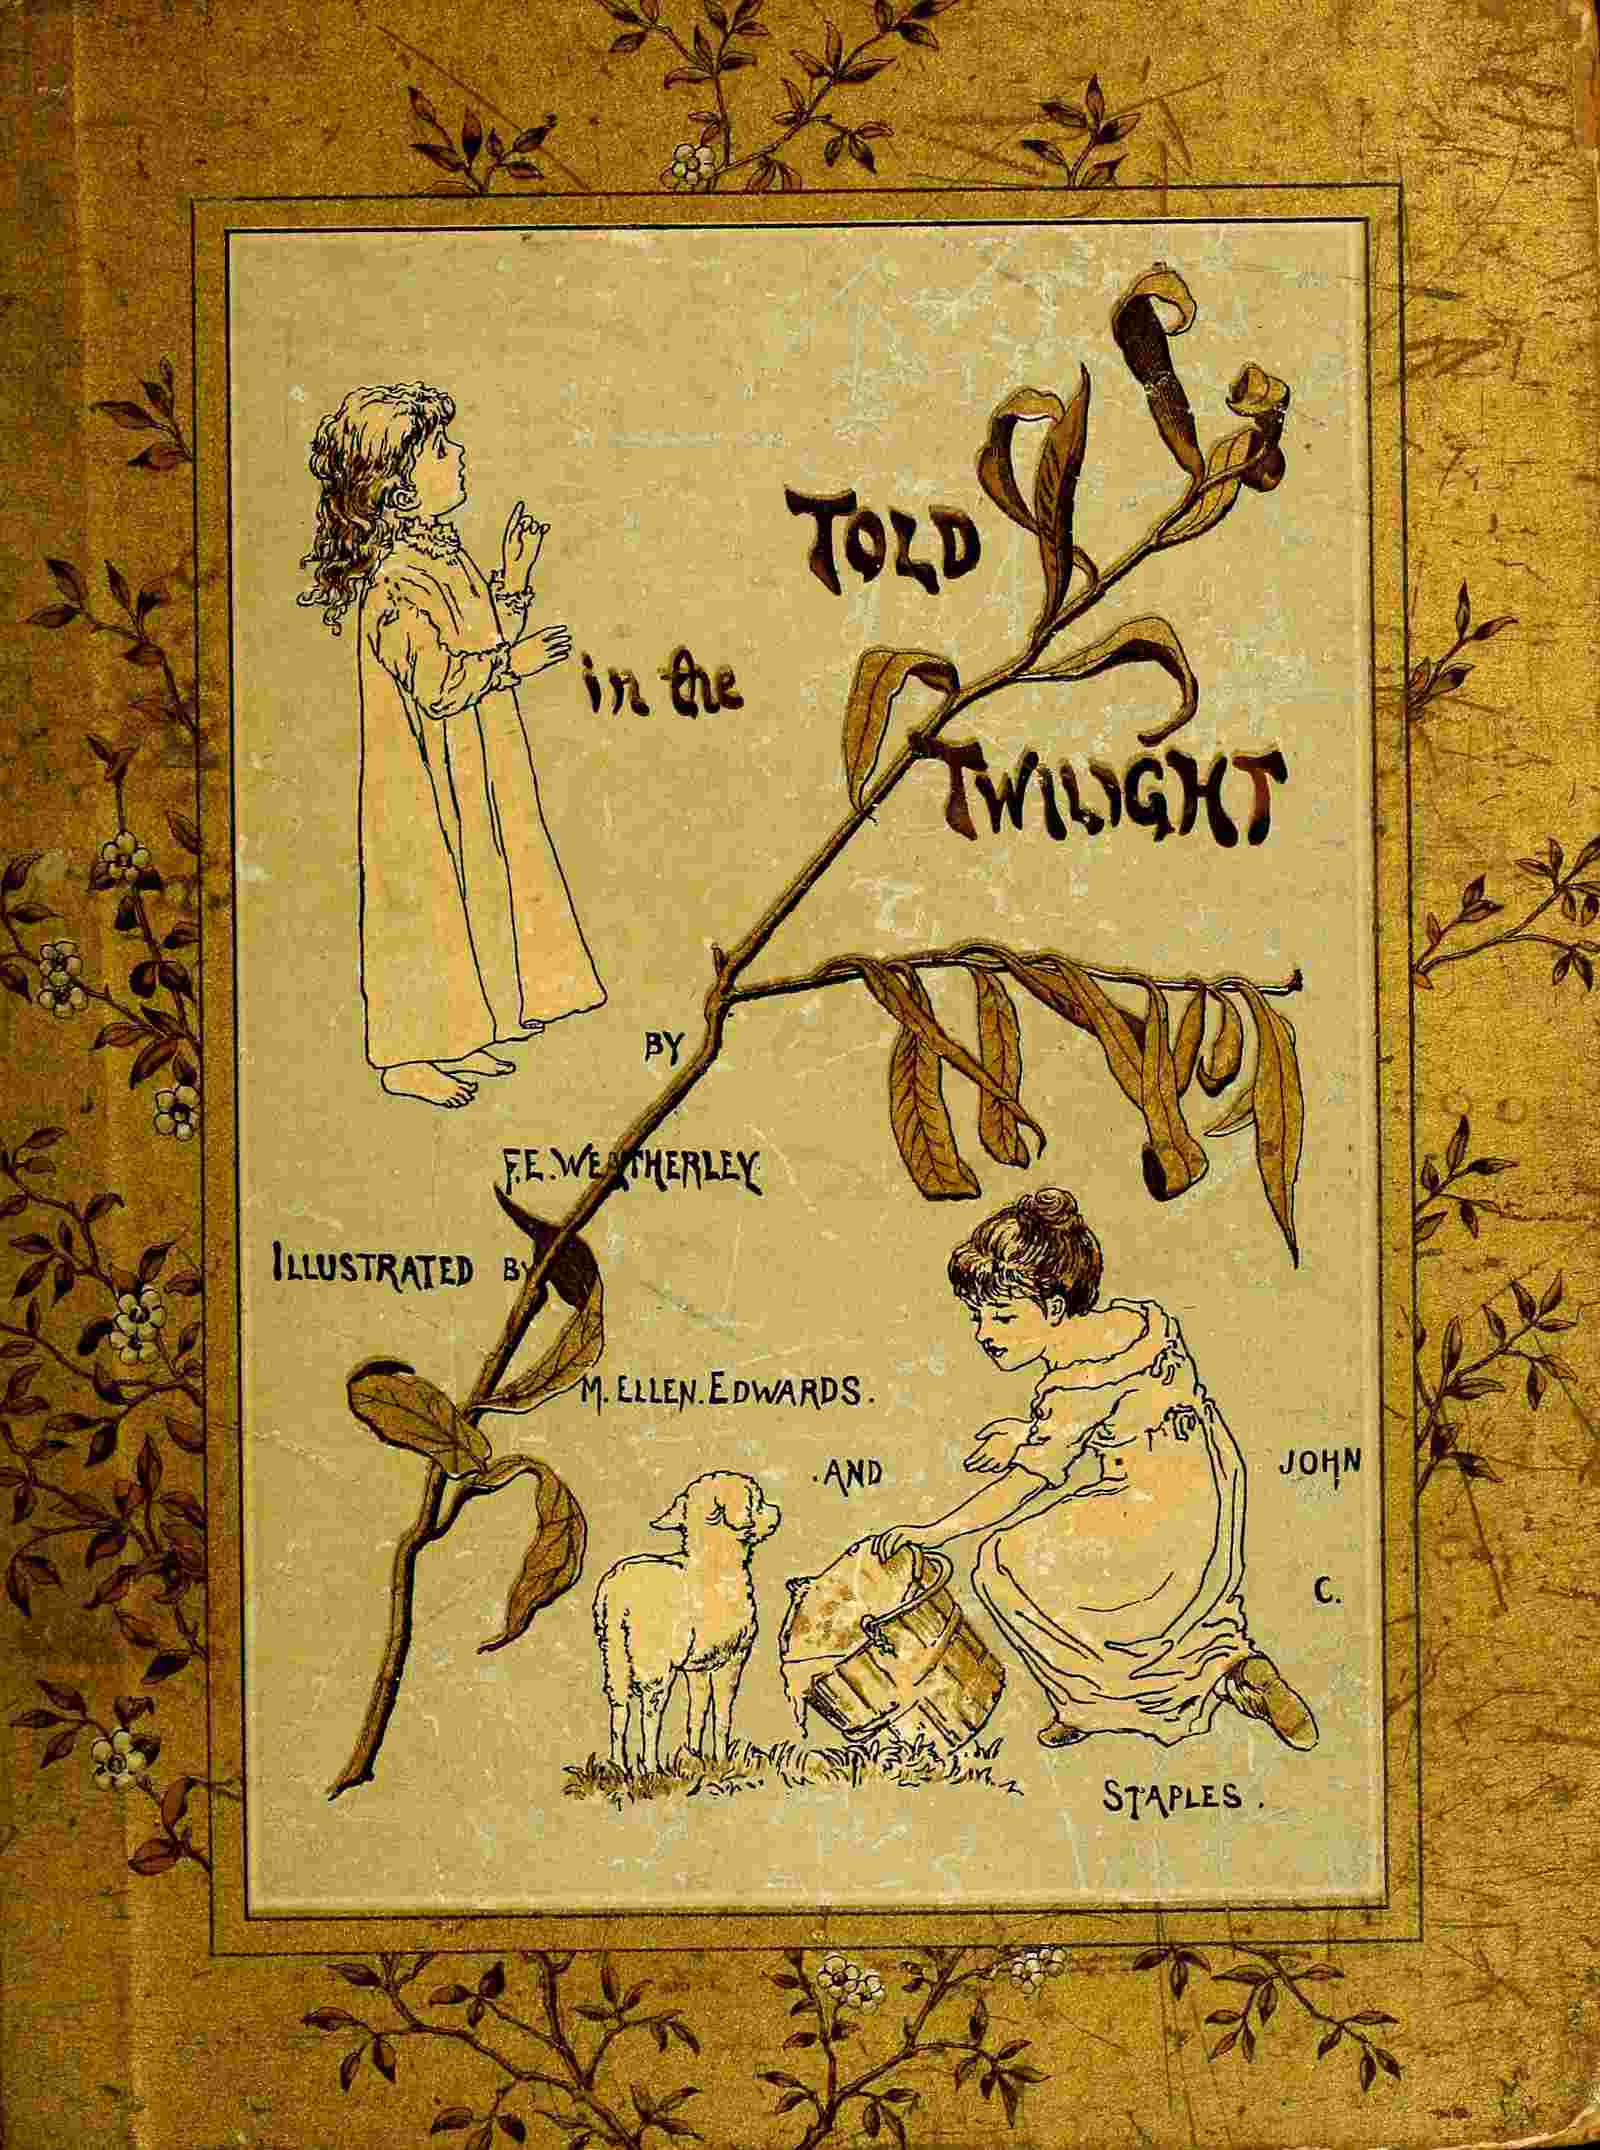 TOLD
in the
TWILIGHT
BY
F.E. WEATHERLEY
ILLUSTRATED BY
M. ELLEN. EDWARDS.
. AND
JOHN
C.
STAPLES.